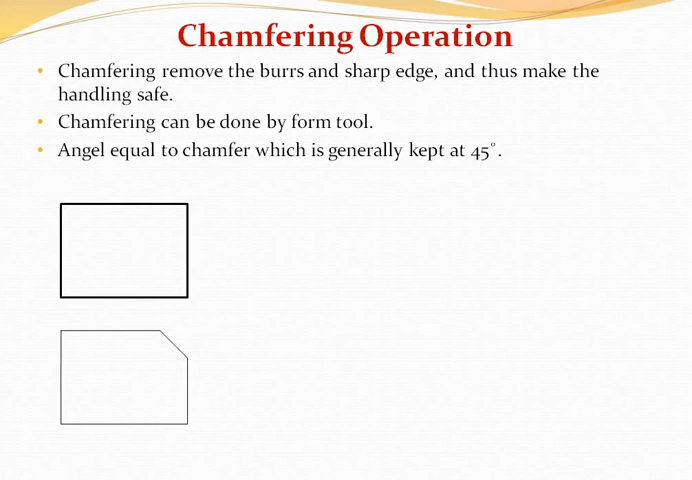 Chamfering Operation
• Chamfering remove the burrs and sharp edge, and thus make the
handling safe.
• Chamfering can be done by form tool.
• Angel equal to chamfer which is generally kept at 45°.